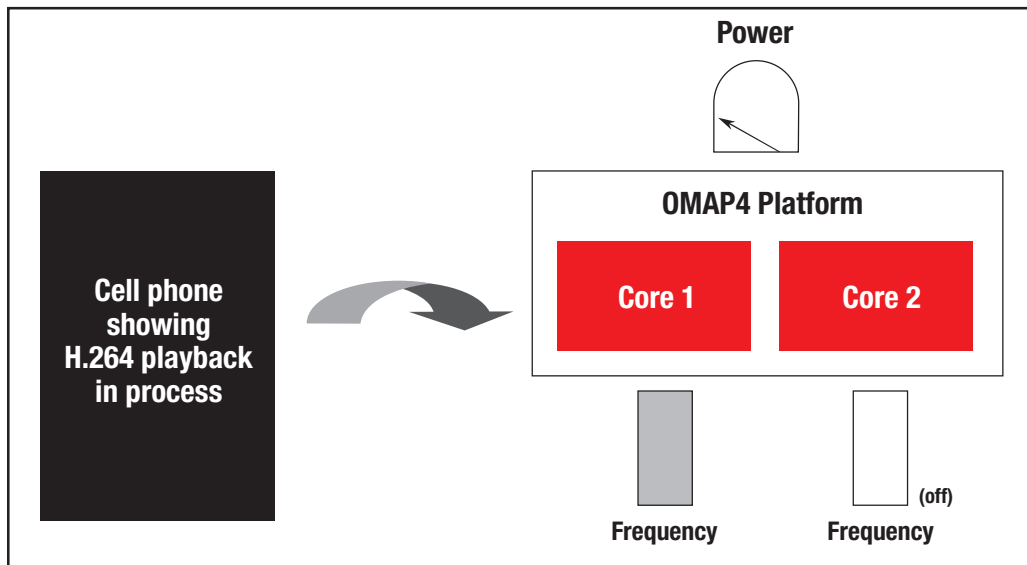 Power
OMAP4 Platform
Core 1
Core 2
Cell phone
showing
H.264 playback
in process
(off)
Frequency
Frequency